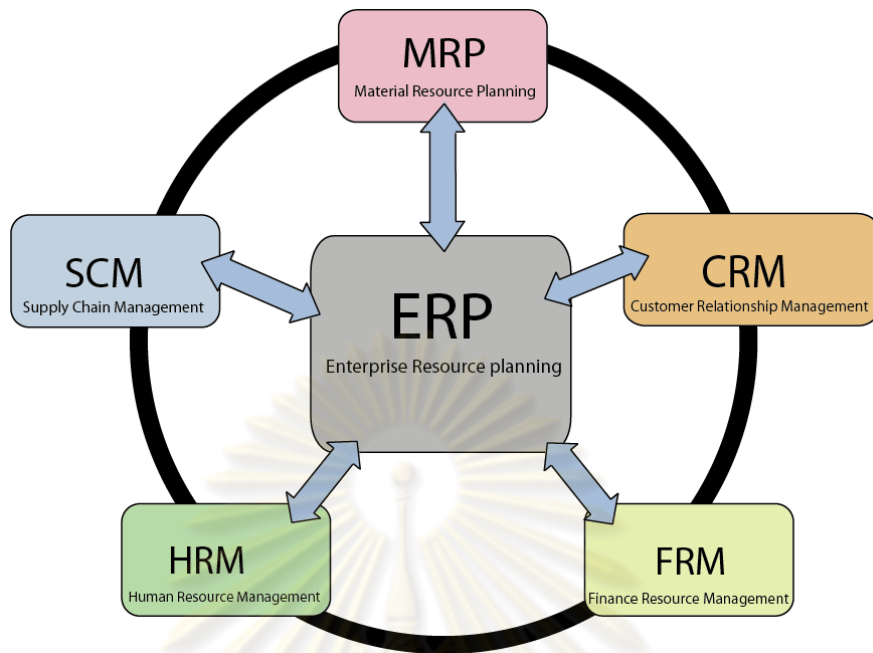 MRP
Material Resource Planning
SCM
Supply Chain Management
CRM
Customer Relationship Management
ERP
Enterprise Resource planning
HRM
Human Resource Management
FRM
Finance Resource Management